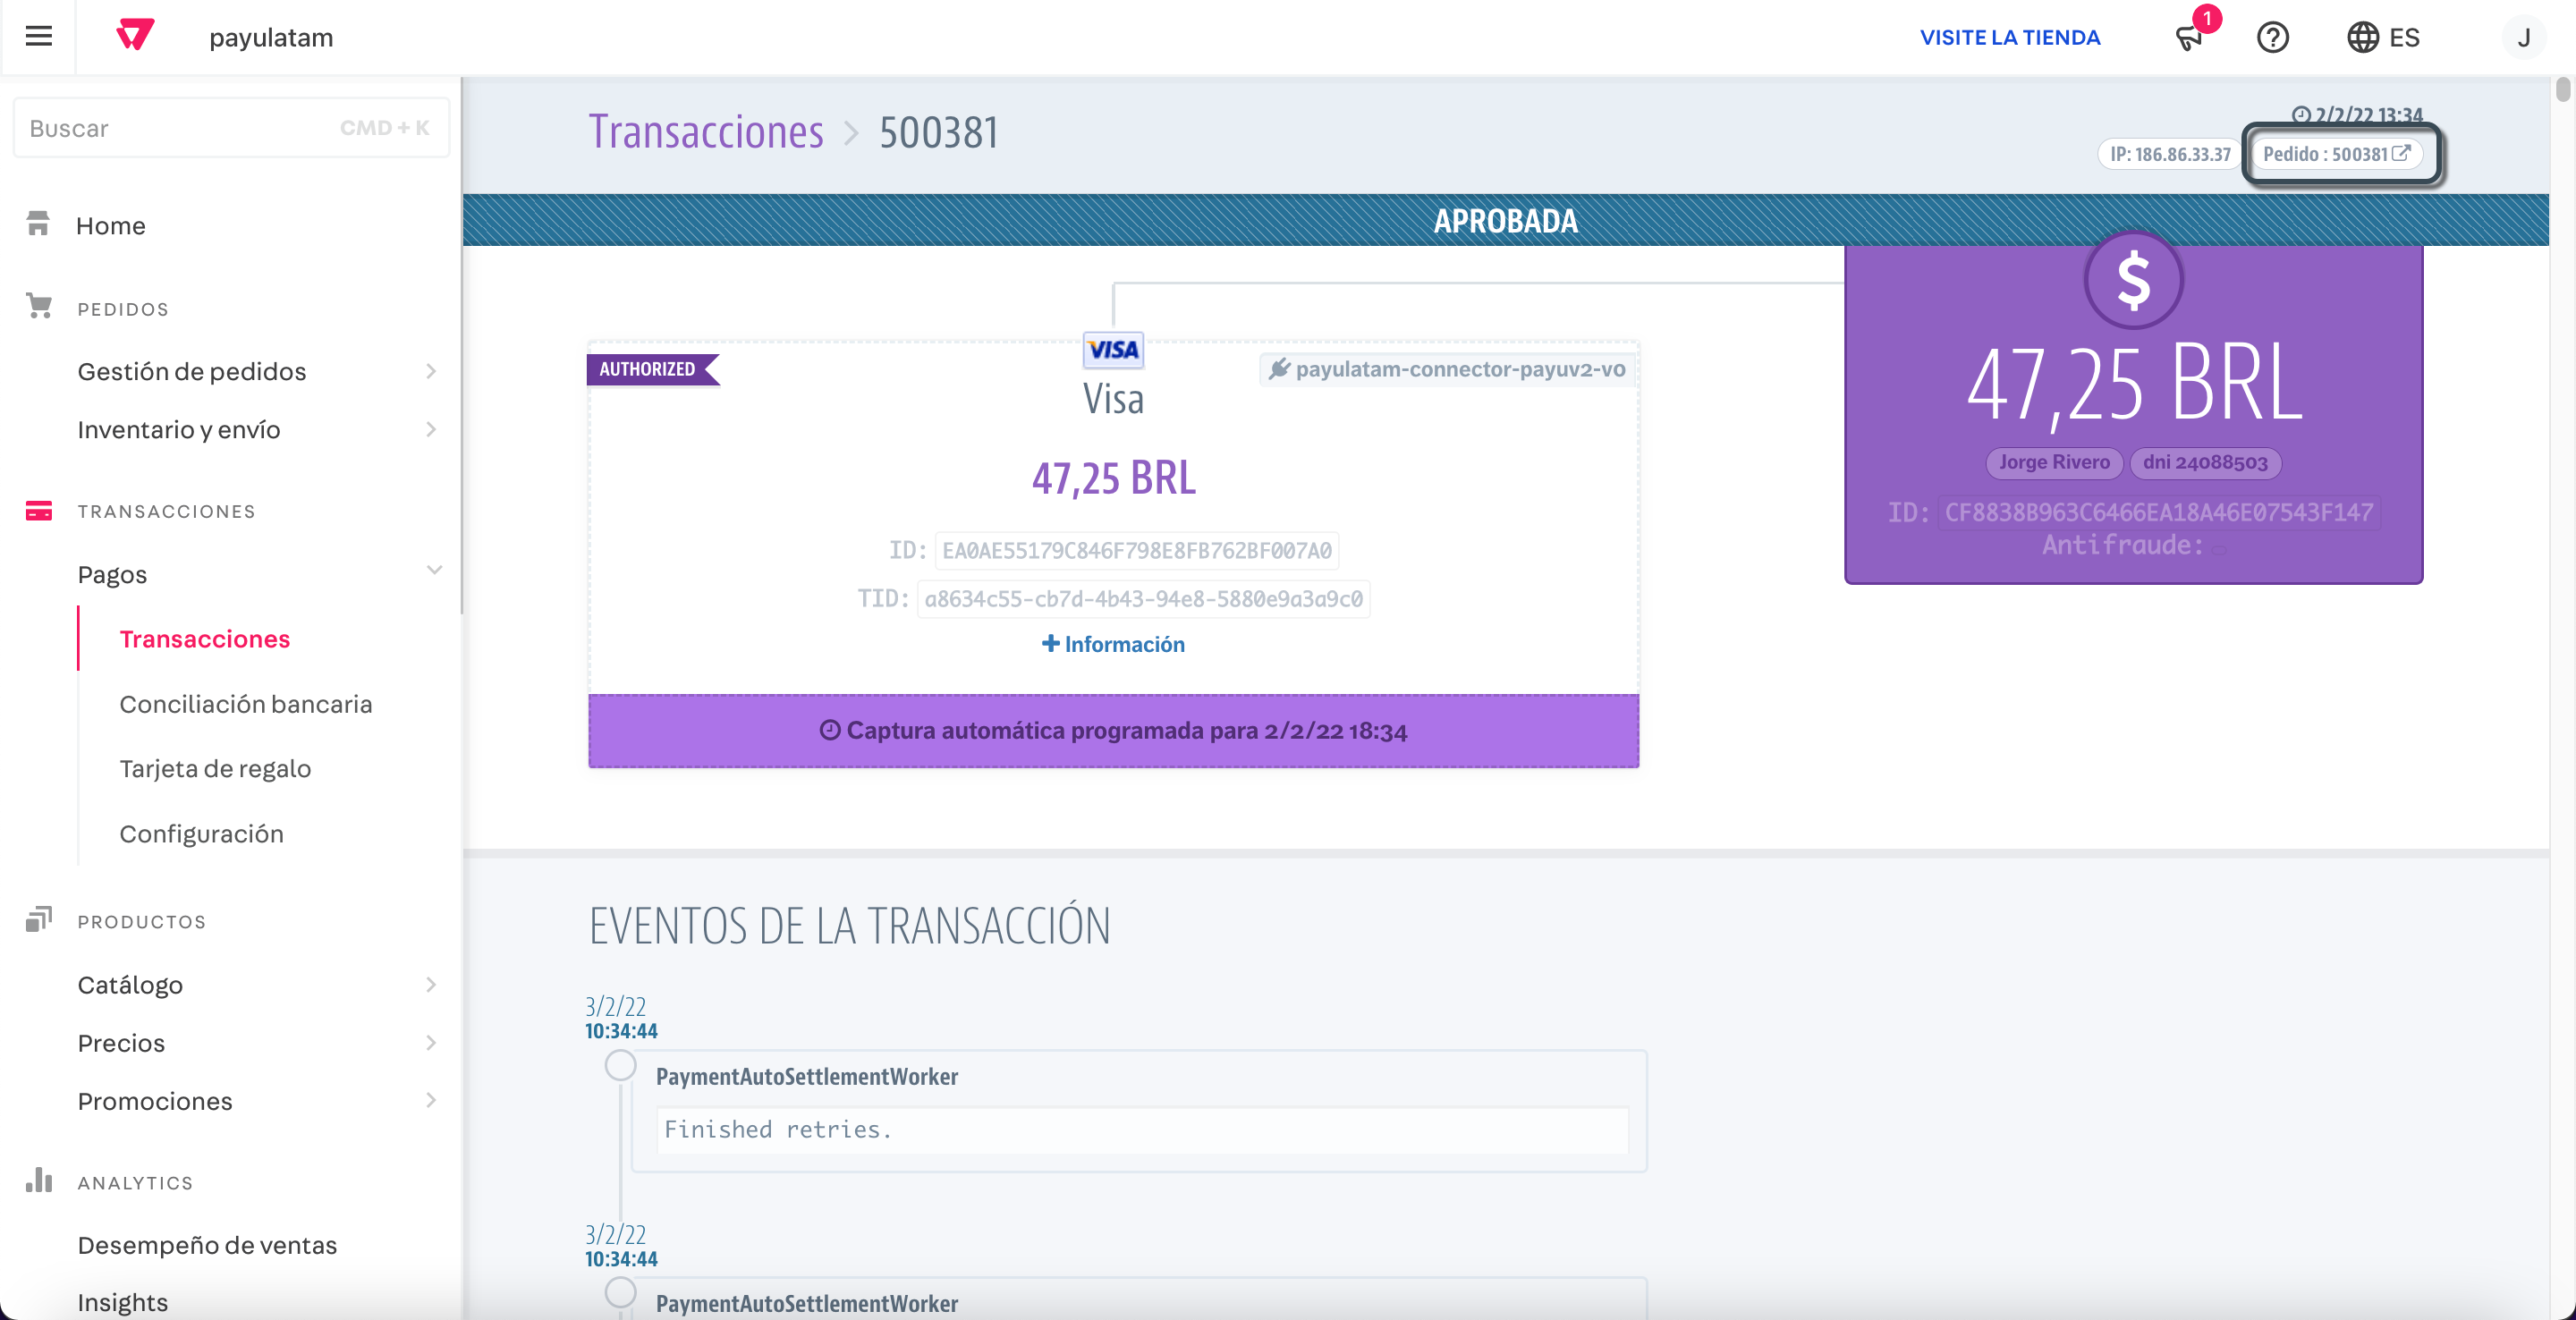 payulatam
VISITE LA TIENDA
1
ES
J
Buscar
CMD + K
Home
PEDIDOS
Gestión de pedidos
Inventario y envío
TRANSACCIONES
Pagos
Transacciones
Conciliación bancaria
Tarjeta de regalo
Configuración
PRODUCTOS
Catálogo
Precios
Promociones
ANALYTICS
Desempeño de ventas
Insights
Transacciones > 500381
2/2/22 13:34
IP: 186.86.33.37
Pedido : 500381
APROBADA
AUTHORIZED
VISA
payulatam-connector-payuv2-v0
Visa
47,25 BRL
ID: EA0AE55179C846F798E8FB762BF007A0
TID: a8634c55-cb7d-4b43-94e8-5880e9a3a9c0
+ Información
Captura automática programada para 2/2/22 18:34
$
47,25 BRL
Jorge Rivero
dni 24088503
ID: CF8838B963C6466EA18A46E07543F147
Antifraude:
EVENTOS DE LA TRANSACCIÓN
3/2/22
10:34:44
PaymentAutoSettlementWorker
Finished retries.
3/2/22
10:34:44
PaymentAutoSettlementWorker